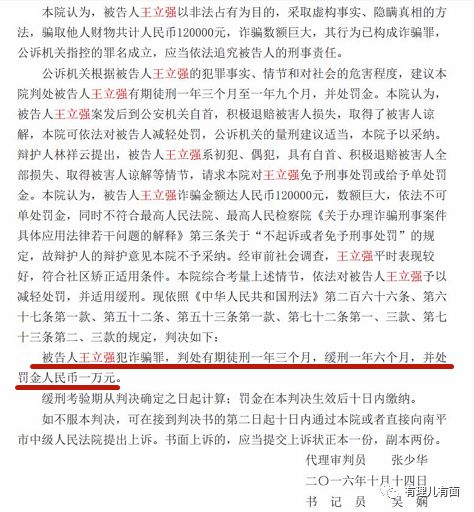 本院认为，被告人王立强以非法占有为目的，采取虚构事实、隐瞒真相的方
法，骗取他人财物共计人民币120000元，诈骗数额巨大，其行为已构成诈骗罪，
公诉机关指控的罪名成立，应当依法追究被告人的刑事责任。
公诉机关根据被告人王立强的犯罪事实、情节和对社会的危害程度，建议本
院判处被告人王立强有期徒刑一年三个月至一年九个月，并处罚金。本院认为，
被告人王立强案发后到公安机关自首，积极退赔被害人损失，取得了被害人谅
解，本院可依法对被告人减轻处罚，公诉机关的量刑建议适当，本院予以采纳。
辩护人林祥云提出，被告人王立强系初犯、偶犯，具有自首、积极退赔被害人全
部损失、取得被害人谅解等情节，请求本院对王立强免予刑事处罚或给予单处罚
金。本院认为，被告人王立强诈骗金额达人民币120000元，数额巨大，依法不可
单处罚金，同时不符合最高人民法院、最高人民检察院《关于办理诈骗刑事案件
具体应用法律若干问题的解释》第三条关于“不起诉或者免予刑事处罚”的规
定，故辩护人的辩护意见本院不予采纳。经审前社会调查，王立强平时表现较
好，符合社区矫正适用条件。本院综合考量上述情节，依法对被告人王立强予以
减轻处罚，并适用缓刑。现依照《中华人民共和国刑法》第二百六十六条、第六
十七条第一款、第五十二条、第五十三条第一款、第七十二条第一、三款、第七
十三条第二、三款的规定，判决如下：
被告人王立强犯诈骗罪，判处有期徒刑一年三个月，缓刑一年六个月，并处
罚金人民币一万元。
缓刑考验期从判决确定之日起计算；罚金在本判决生效后十日内缴纳。
如不服本判决，可在接到判决书的第二日起十日内通过本院或者直接向南平
市中级人民法院提出上诉。书面上诉的，应当提交上诉状正本一份，副本两份。
代理审判员 张少华
二〇一六年十月十四日
书记员 吴娴
有理儿有面